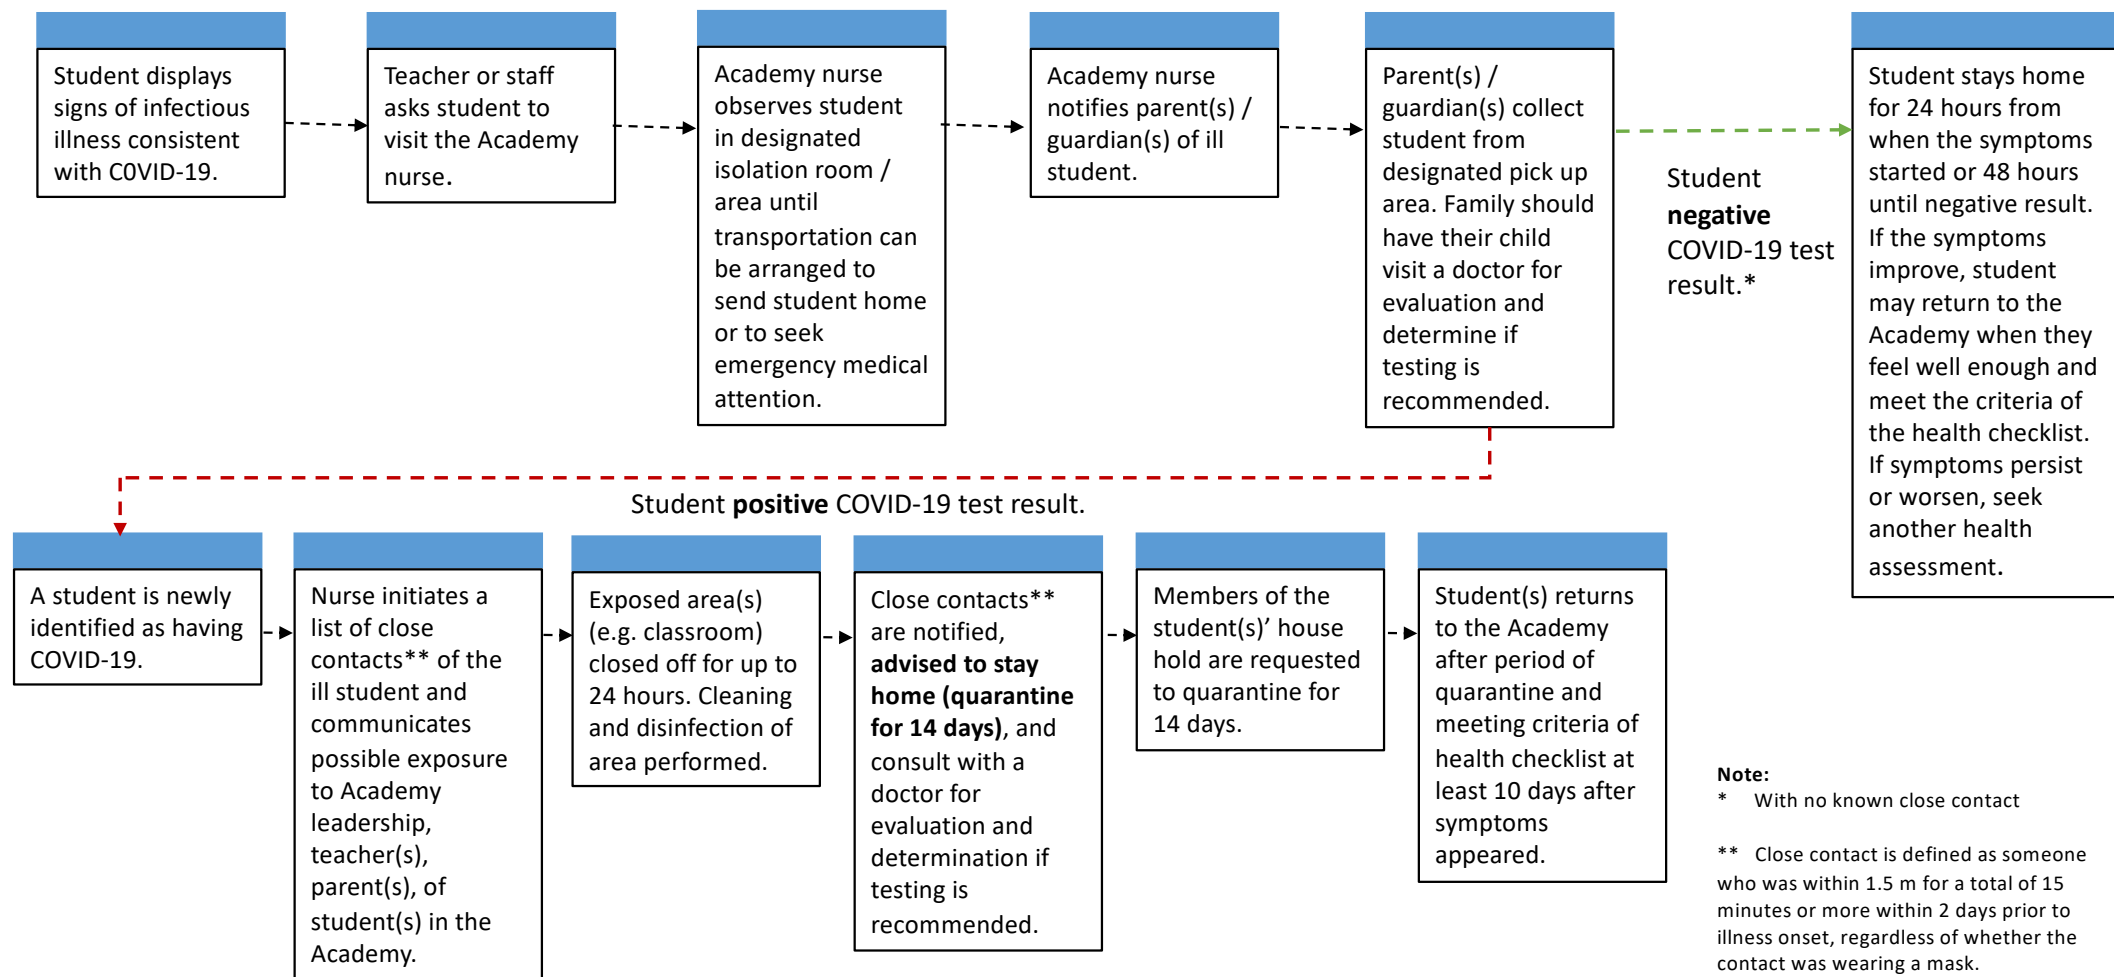 Student displays
signs of infectious
illness consistent
with C0VID-19.
Teacher or staff
asks student to
visit the Academy
nurse.
Academy nurse
observes student
in designated
isolation room /
area until
transportation can
be arranged to
send student home
or to seek
emergency medical
attention.
Academy nurse
notifies parent(s) /
guardian(s) of ill
student.
Parent(s) /
guardian(s) collect
student from
designated pick up
area. Family should
have their child
visit a doctor for
evaluation and
determine if
testing is
recommended.
Student
negative
COVID-19 test
result.*
Student stays home
for 24 hours from
when the symptoms
started or 48 hours
until negative result.
If the symptoms
improve, student
may return to the
Academy when they
feel well enough and
meet the criteria of
the health checklist.
If symptoms persist
or worsen, seek
another health
assessment.
Student positive COVID-19 test result.
A student is newly
identified as having
COVID-19.
Nurse initiates a
list of close
contacts** of the
ill student and
communicates
possible exposure
to Academy
leadership,
teacher(s),
parent(s), of
student(s) in the
Academy.
Exposed area(s)
(e.g. classroom)
closed off for up to
24 hours. Cleaning
and disinfection of
area performed.
Close contacts**
are notified,
advised to stay
home (quarantine
for 14 days), and
consult with a
doctor for
evaluation and
determination if
testing is
recommended.
Members of the
student(s)’ house
hold are requested
to quarantine for
14 days.
Student(s) returns
to the Academy
after period of
quarantine and
meeting criteria of
health checklist at
least 10 days after
symptoms
appeared.
Note:
* With no known close contact
** Close contact is defined as someone
who was within 1.5 m for a total of 15
minutes or more within 2 days prior to
illness onset, regardless of whether the
contact was wearing a mask.